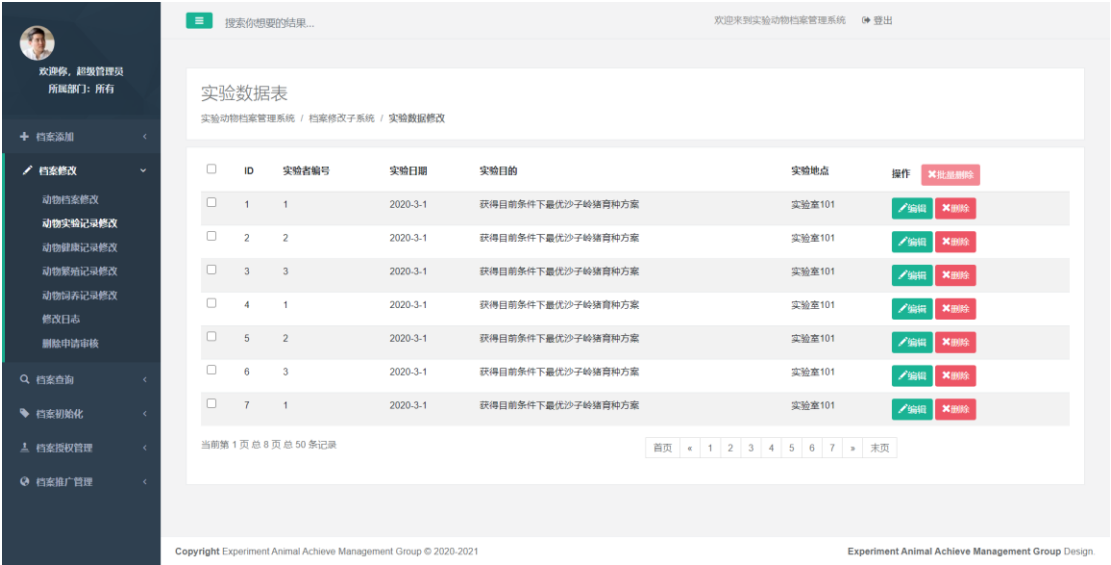 搜索你想要的结果...
欢迎来到实验动物档案管理系统 登出
欢迎你，超级管理员
所属部门：所有
档案添加
档案修改
动物档案修改
动物实验记录修改
动物健康记录修改
动物繁殖记录修改
动物饲养记录修改
修改日志
删除申请审核
档案查询
档案初始化
档案授权管理
档案推广管理
实验数据表
实验动物档案管理系统 / 档案修改子系统 / 实验数据修改
ID 实验者编号 实验日期 实验目的 实验地点 操作 批量删除
1 1 2020-3-1 获得目前条件下最优沙子岭猪育种方案 实验室101 编辑 删除
2 2 2020-3-1 获得目前条件下最优沙子岭猪育种方案 实验室101 编辑 删除
3 3 2020-3-1 获得目前条件下最优沙子岭猪育种方案 实验室101 编辑 删除
4 1 2020-3-1 获得目前条件下最优沙子岭猪育种方案 实验室101 编辑 删除
5 2 2020-3-1 获得目前条件下最优沙子岭猪育种方案 实验室101 编辑 删除
6 3 2020-3-1 获得目前条件下最优沙子岭猪育种方案 实验室101 编辑 删除
7 1 2020-3-1 获得目前条件下最优沙子岭猪育种方案 实验室101 编辑 删除
当前第 1 页 总 8 页 总 50 条记录
首页 « 1 2 3 4 5 6 7 » 末页
Copyright Experiment Animal Achieve Management Group © 2020-2021
Experiment Animal Achieve Management Group Design.